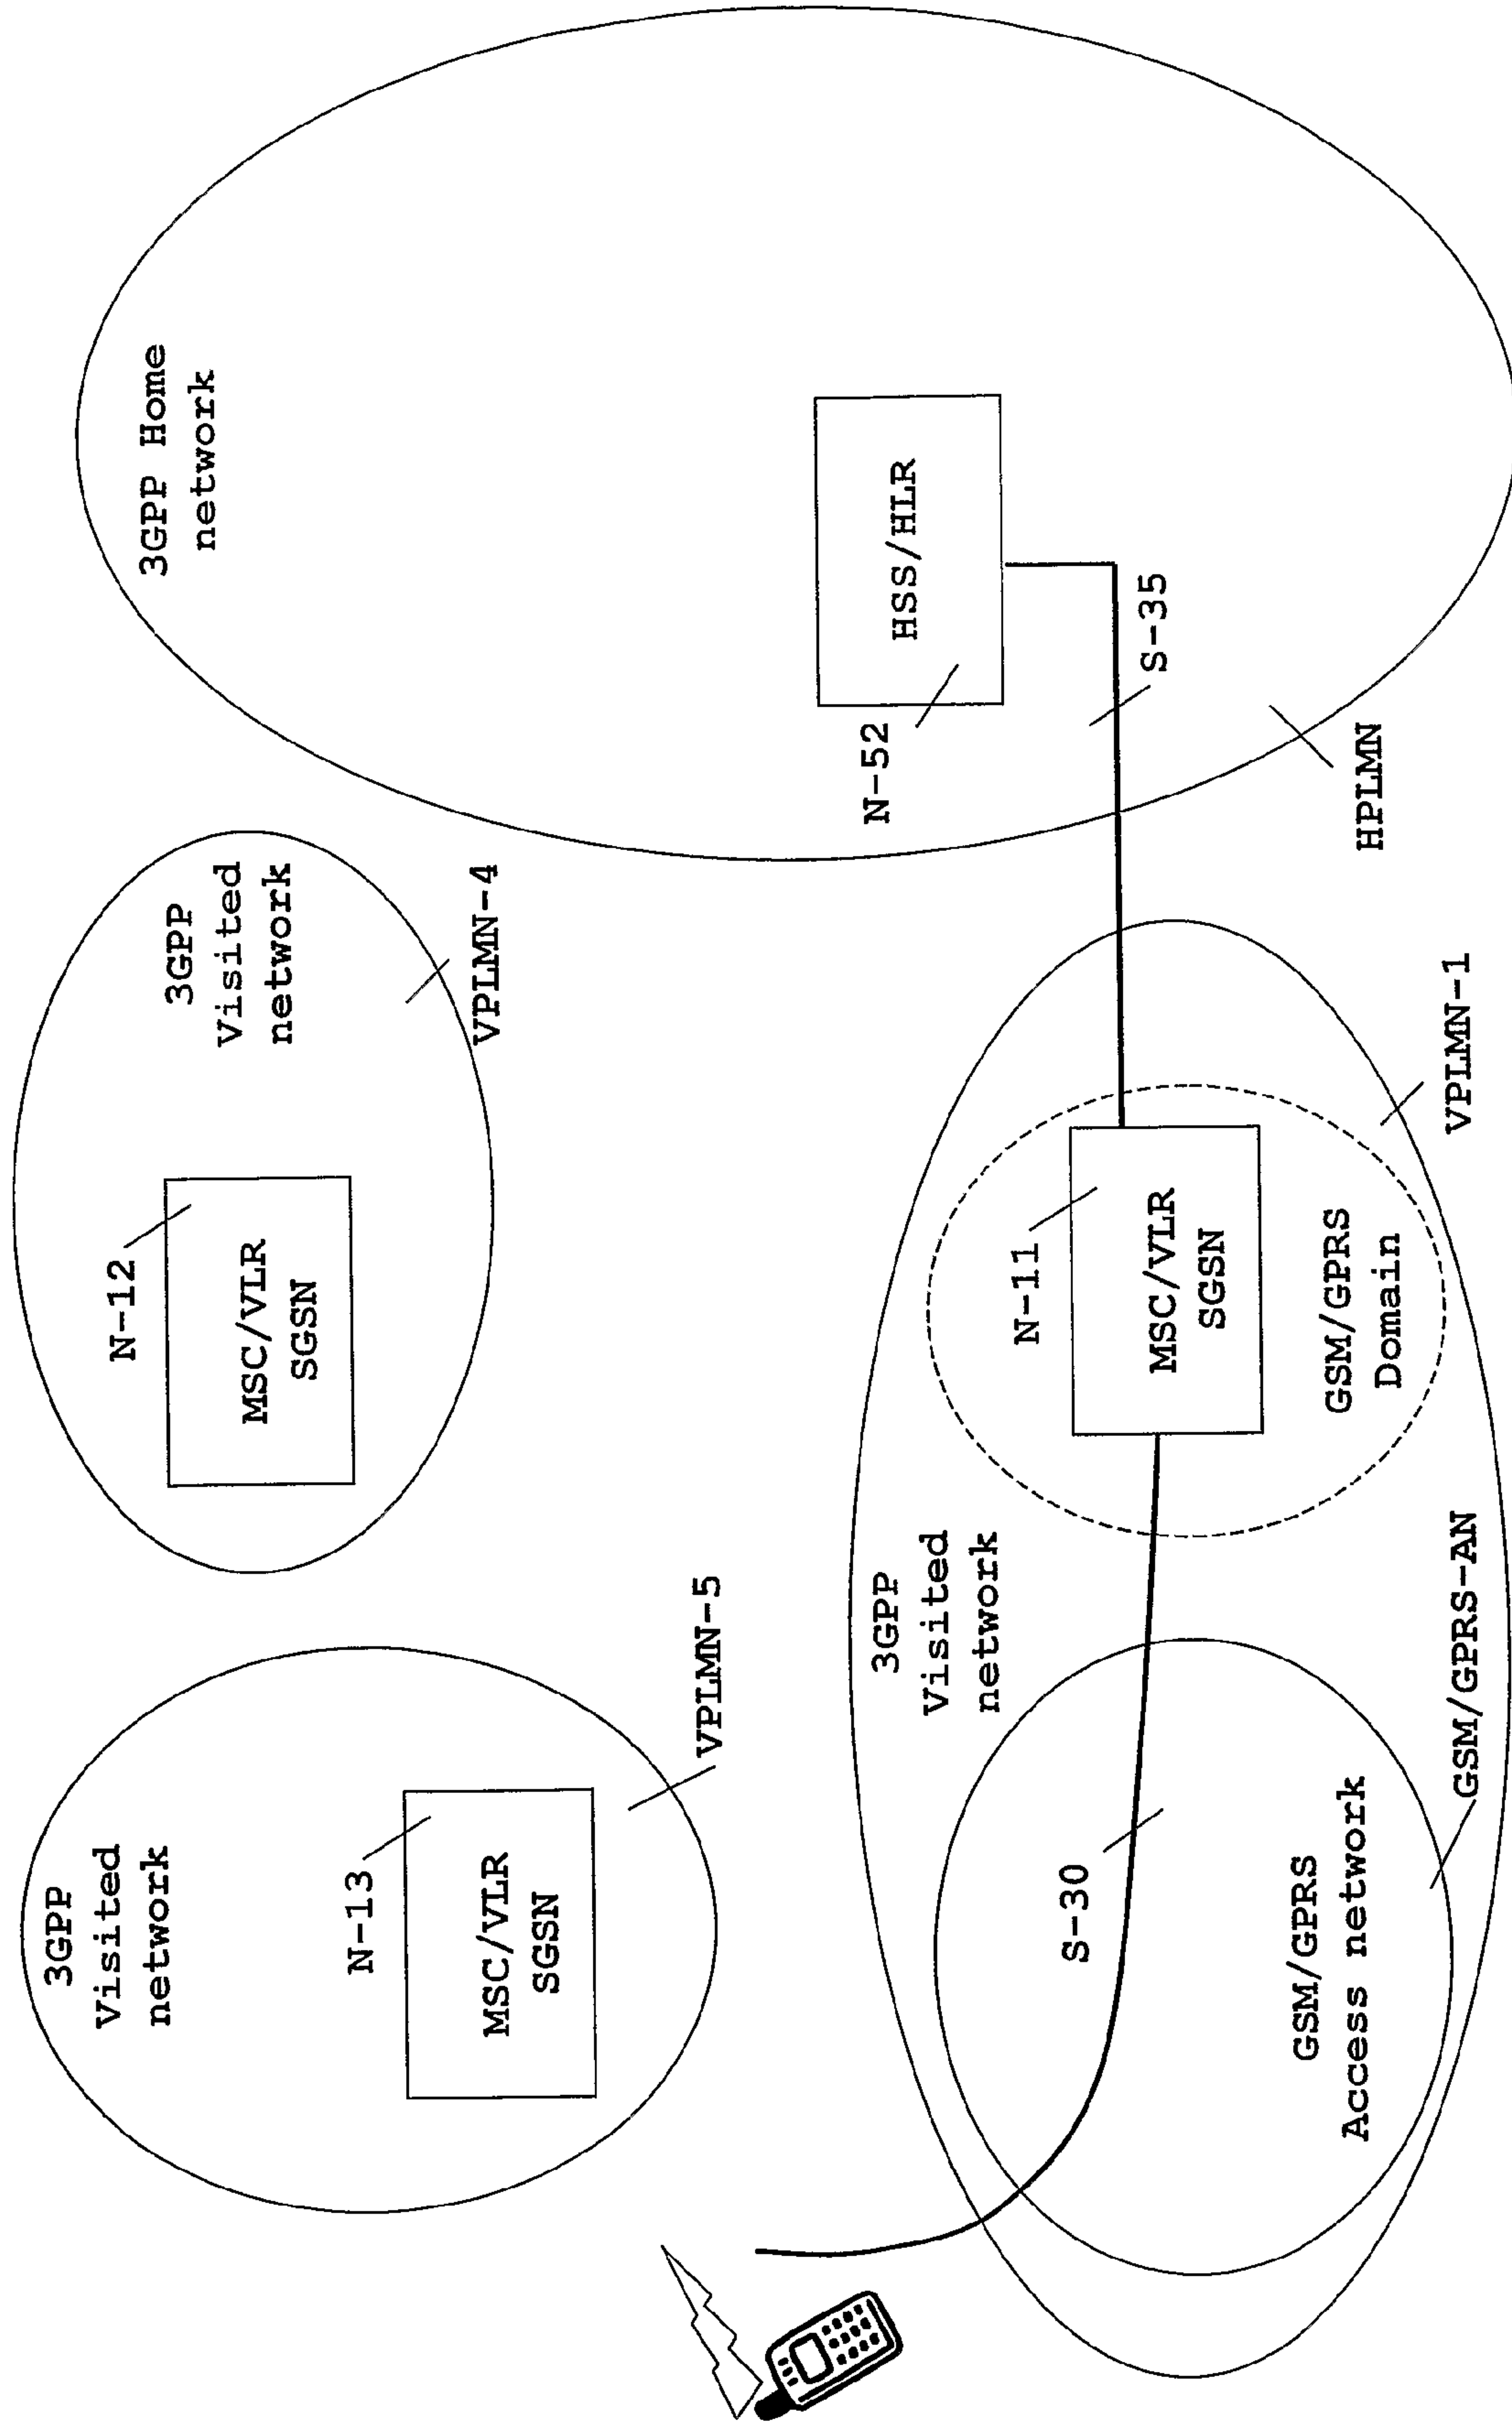 3GPP
Visited
network
N-13
MSC/VLR
SGSN
VPLMN-5
N-12
MSC/VLR
SGSN
3GPP
Visited
network
VPLMN-4
3GPP Home
network
N-52
HSS/HLR
S-35
HPLMN
3GPP
Visited
network
S-30
GSM/GPRS
Access network
GSM/GPRS-AN
N-11
MSC/VLR
SGSN
GSM/GPRS
Domain
VPLMN-1